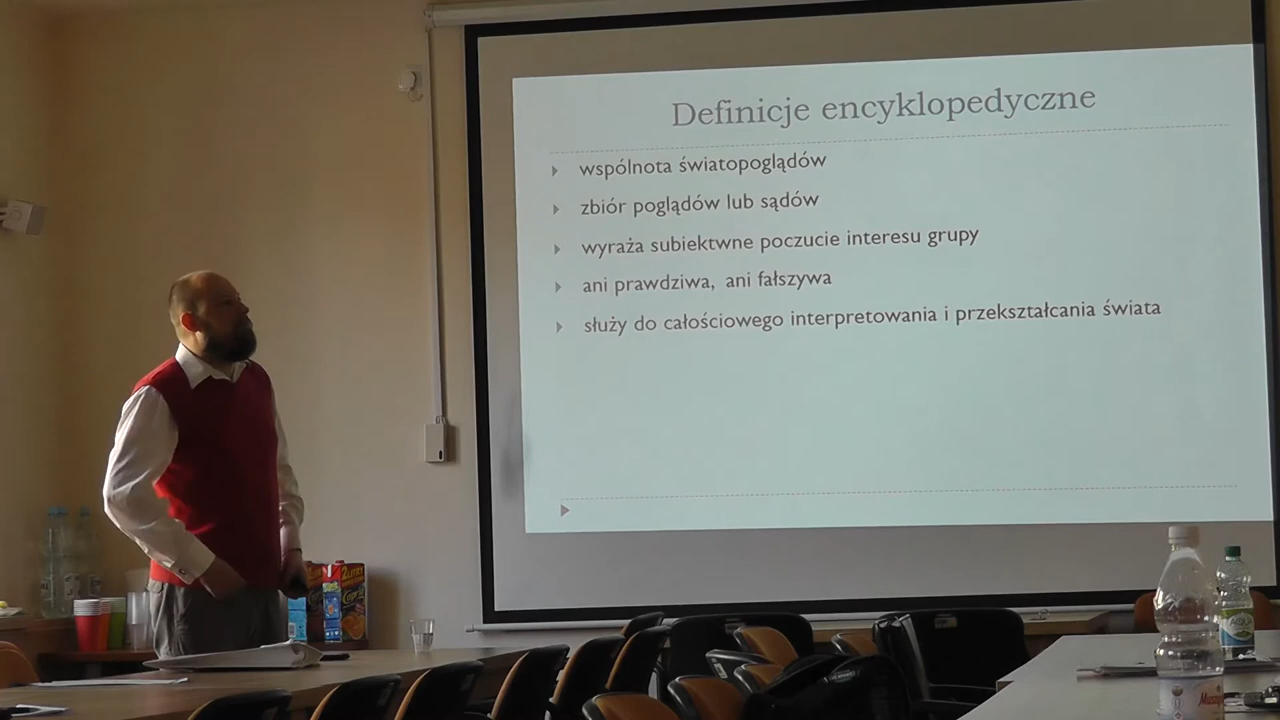 Definicje encyklopedyczne
wspólnota światopoglądów
zbiór poglądów lub sądów
wyraża subiektwne poczucie interesu grupy
ani prawdziwa, ani fałszywa
służy do całościowego interpretowania i przekształcania świata